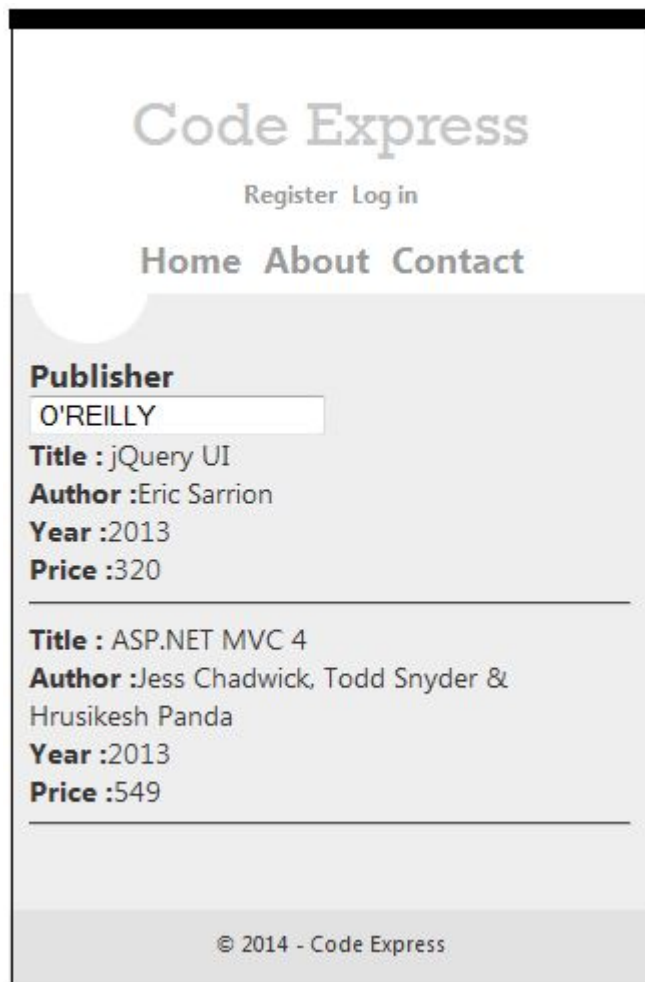 Code Express
Register Log in
Home About Contact
Publisher
O'REILLY
Title : jQuery UI
Author :Eric Sarrion
Year :2013
Price :320
Title : ASP.NET MVC 4
Author :Jess Chadwick, Todd Snyder &
Hrusikesh Panda
Year :2013
Price :549
© 2014 - Code Express